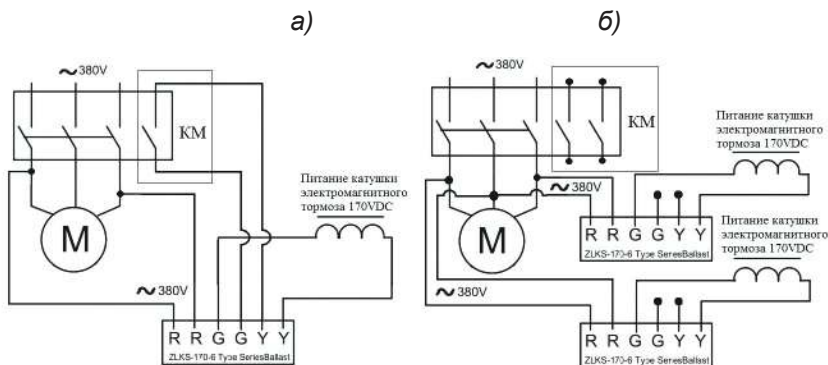 а)
б)
~380V
КМ
Питание катушки
электромагнитного
тормоза 170VDC
М
~380V
R R G G Y Y
ZLKS-170-6 Type SeriesBallast
~380V
КМ
Питание катушки
электромагнитного
тормоза 170VDC
~380V
М
R R G G Y Y
ZLKS-170-6 Type SeriesBallast
Питание катушки
электромагнитного
тормоза 170VDC
~380V
R R G G Y Y
ZLKS-170-6 Type SeriesBallast